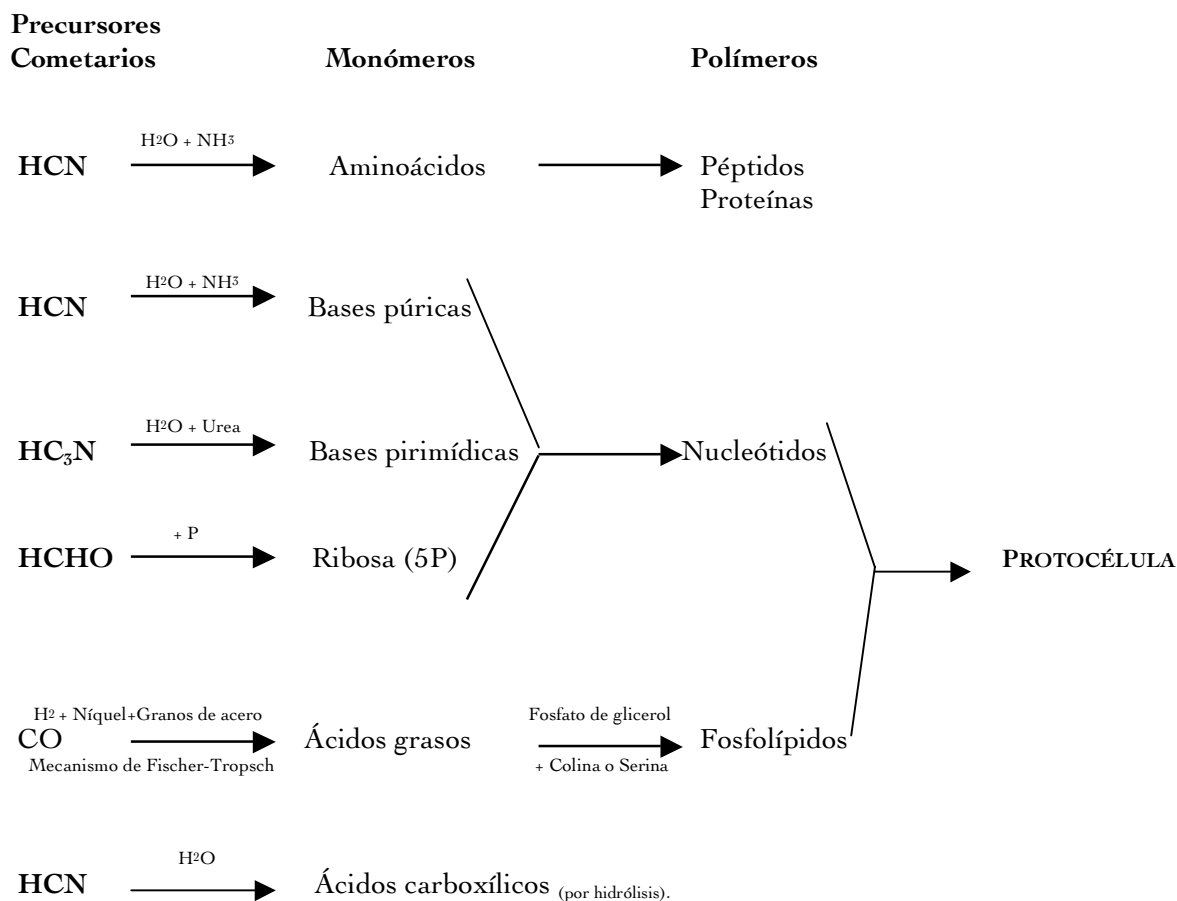 Precursores
Cometarios Monómeros Polímeros
H2O + NH3
HCN Aminoácidos Péptidos
Proteínas
H2O + NH3
HCN Bases púricas
H2O + Urea
HC₃N Bases pirimídicas Nucleótidos
+ P
HCHO Ribosa (5P) PROTOCÉLULA
H2 + Níquel+Granos de acero Fosfato de glicerol
CO Ácidos grasos Fosfolípidos
Mecanismo de Fischer-Tropsch + Colina o Serina
H2O
HCN Ácidos carboxílicos (por hidrólisis).